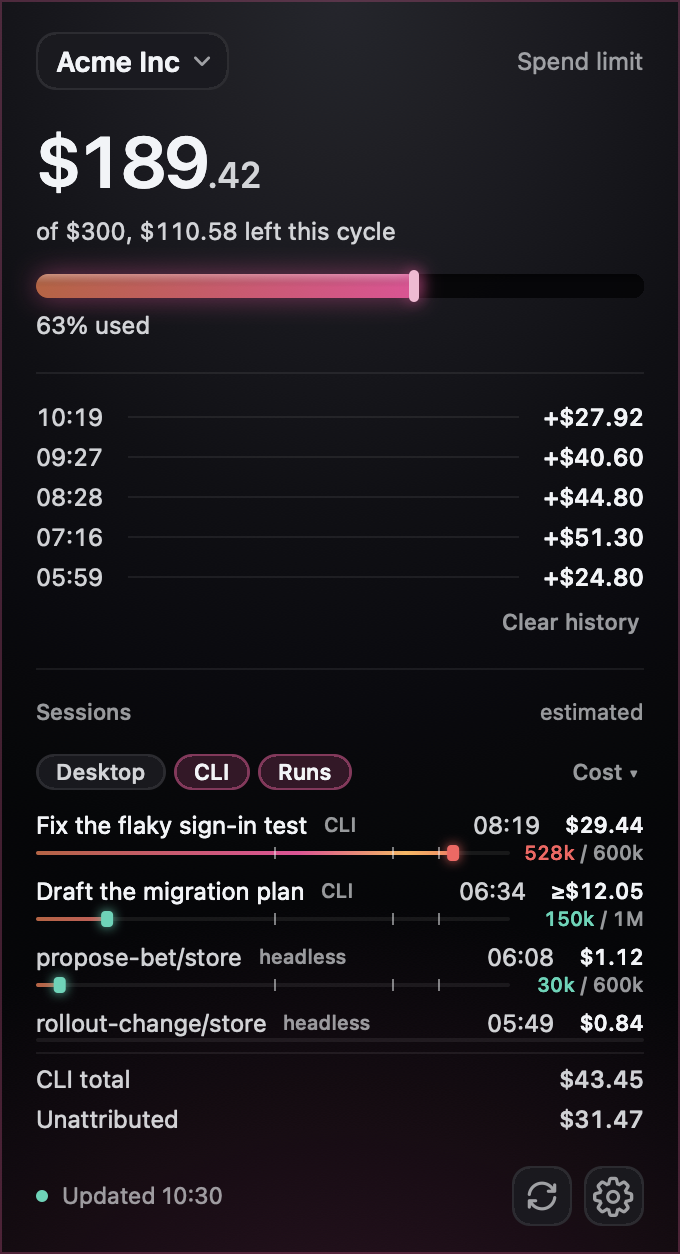 Acme Inc Spend limit
$189.42
of $300, $110.58 left this cycle
63% used
10:19 +$27.92
09:27 +$40.60
08:28 +$44.80
07:16 +$51.30
05:59 +$24.80
Clear history
Sessions estimated
Desktop CLI Runs Cost ▾
Fix the flaky sign-in test CLI 08:19 $29.44
528k / 600k
Draft the migration plan CLI 06:34 ≥$12.05
150k / 1M
propose-bet/store headless 06:08 $1.12
30k / 600k
rollout-change/store headless 05:49 $0.84
CLI total $43.45
Unattributed $31.47
Updated 10:30